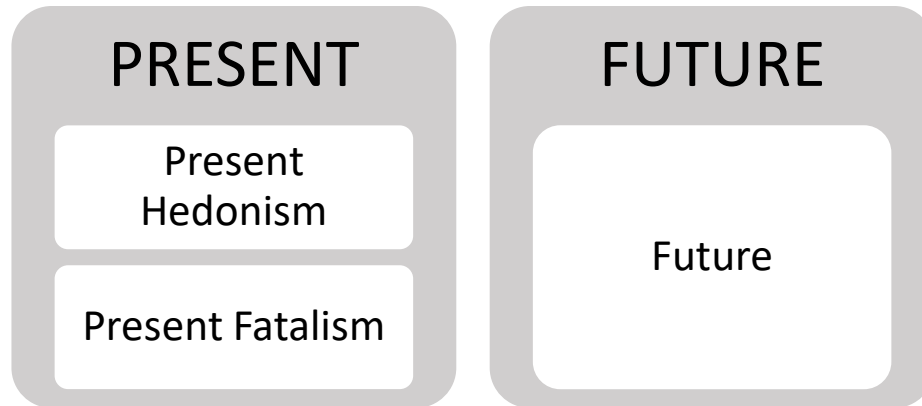 PRESENT
Present
Hedonism
Present Fatalism
FUTURE
Future